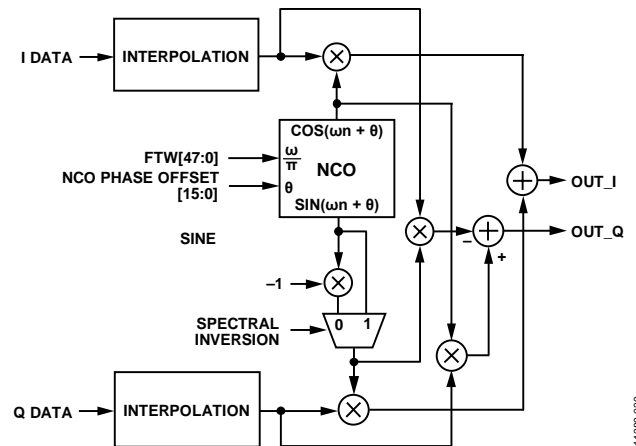 I DATA
INTERPOLATION
COS(ωn + θ)
FTW[47:0]
ω
π
NCO
NCO PHASE OFFSET
[15:0]
θ
SIN(ωn + θ)
OUT_I
OUT_Q
–
+
SINE
–1
0 1
SPECTRAL
INVERSION
Q DATA
INTERPOLATION